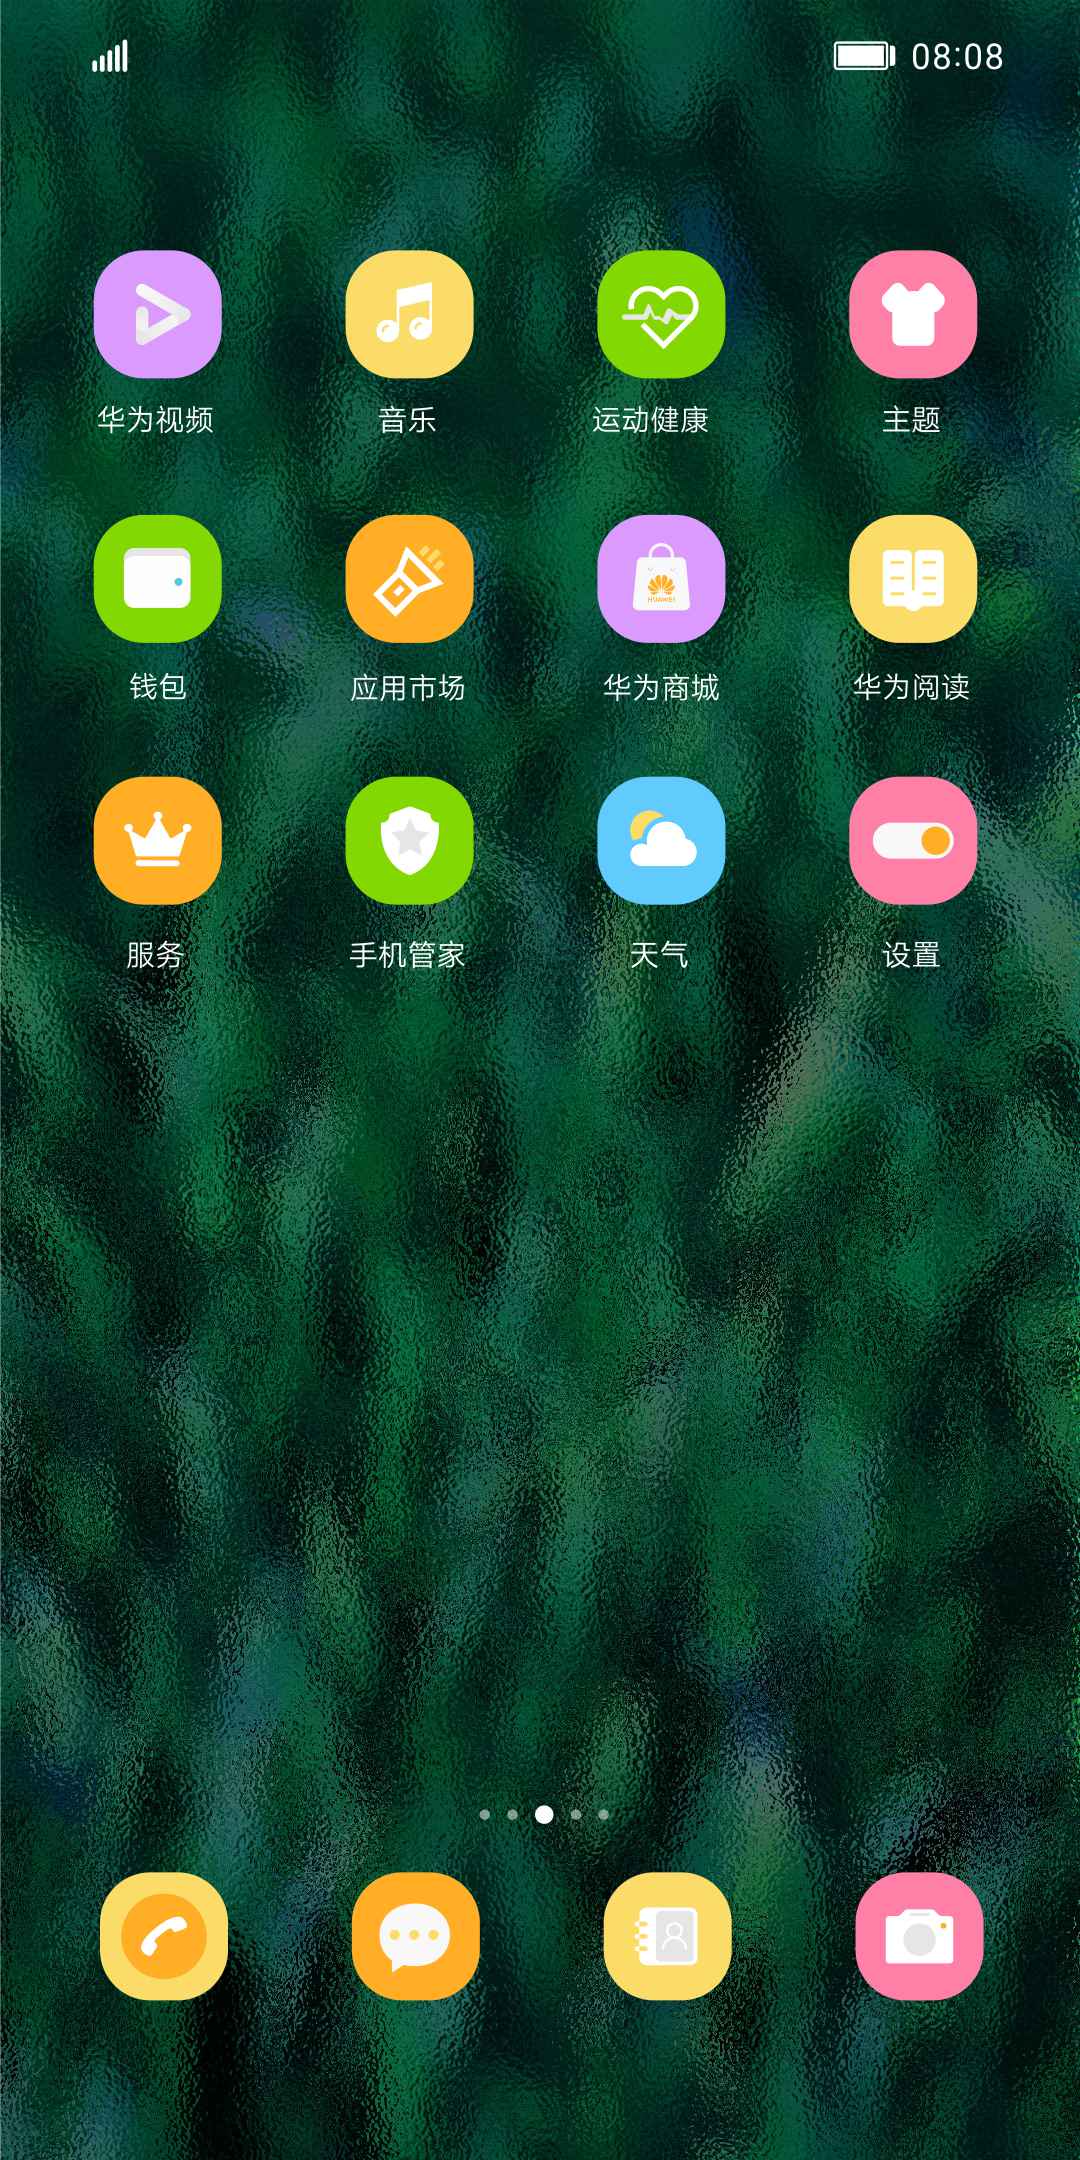 08:08
华为视频 音乐 运动健康 主题
HUAWEI
钱包 应用市场 华为商城 华为阅读
服务 手机管家 天气 设置